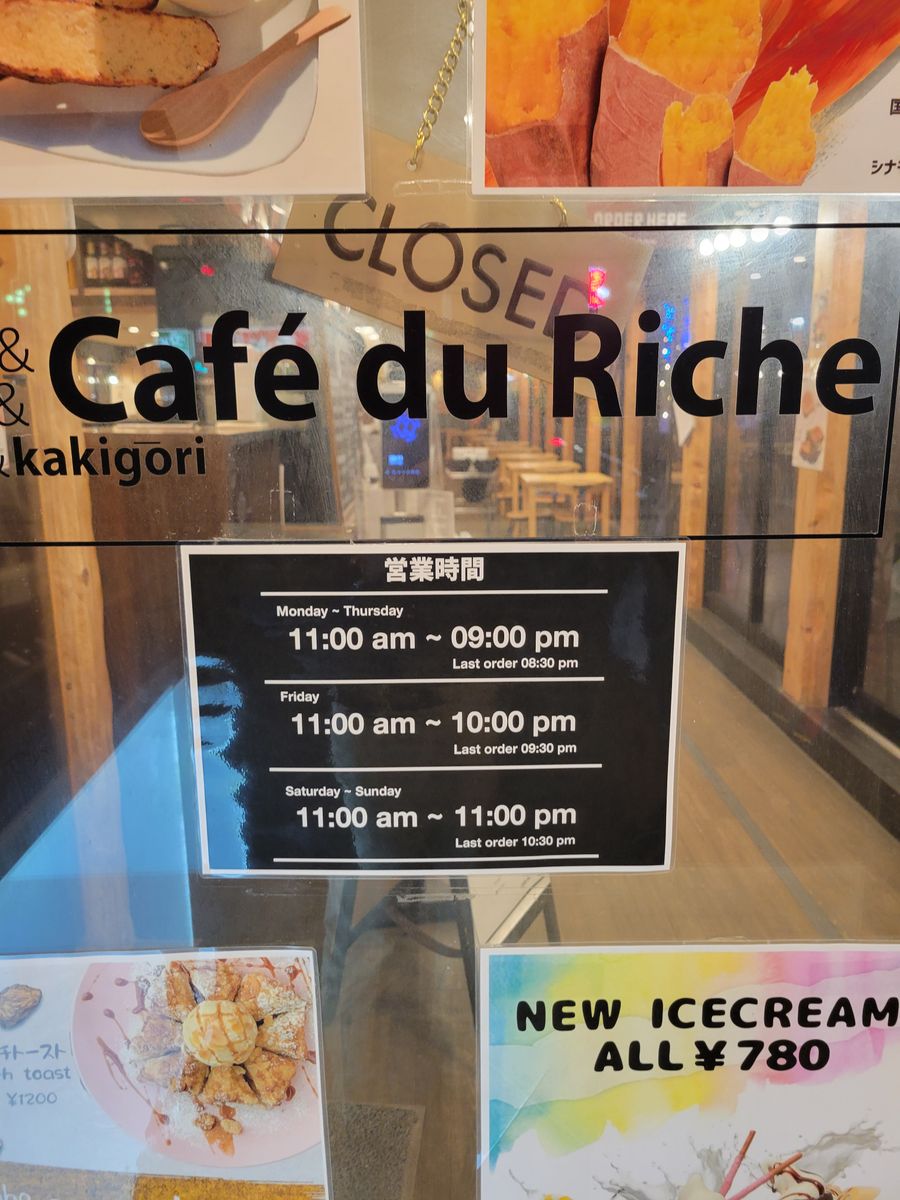 国
シナモ
ORDER HERE
CLOSED
& Café du Riche
&
&kakigōri
営業時間
Monday ~ Thursday
11:00 am ~ 09:00 pm
Last order 08:30 pm
Friday
11:00 am ~ 10:00 pm
Last order 09:30 pm
Saturday ~ Sunday
11:00 am ~ 11:00 pm
Last order 10:30 pm
チトースト
h toast
¥1200
NEW ICECREAM
ALL ¥780